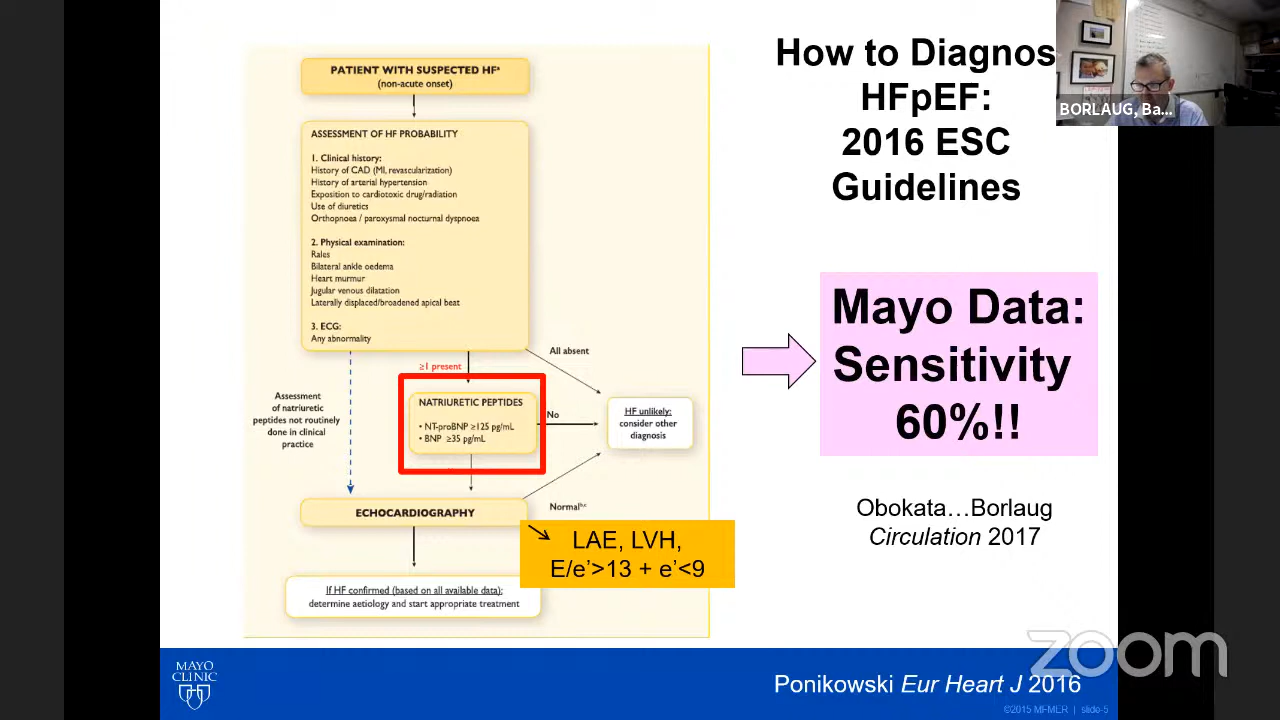 How to Diagnos
HFpEF:
2016 ESC
Guidelines
BORLAUG, Ba...
PATIENT WITH SUSPECTED HFª
(non-acute onset)
ASSESSMENT OF HF PROBABILITY
1. Clinical history:
History of CAD (MI, revascularization)
History of arterial hypertension
Exposition to cardiotoxic drug/radiation
Use of diuretics
Orthopnoea / paroxysmal nocturnal dyspnoea
2. Physical examination:
Rales
Bilateral ankle oedema
Heart murmur
Jugular venous dilatation
Laterally displaced/broadened apical beat
3. ECG:
Any abnormality
≥1 present
All absent
Assessment
of natriuretic
peptides not routinely
done in clinical
practice
NATRIURETIC PEPTIDES
• NT-proBNP ≥125 pg/mL
• BNP ≥35 pg/mL
No
HF unlikely:
consider other
diagnosis
ECHOCARDIOGRAPHY
Normalb,c
LAE, LVH,
E/e’>13 + e’<9
If HF confirmed (based on all available data):
determine aetiology and start appropriate treatment
Mayo Data:
Sensitivity
60%!!
Obokata…Borlaug
Circulation 2017
zoom
MAYO
CLINIC
Ponikowski Eur Heart J 2016
©2015 MFMER | slide-5